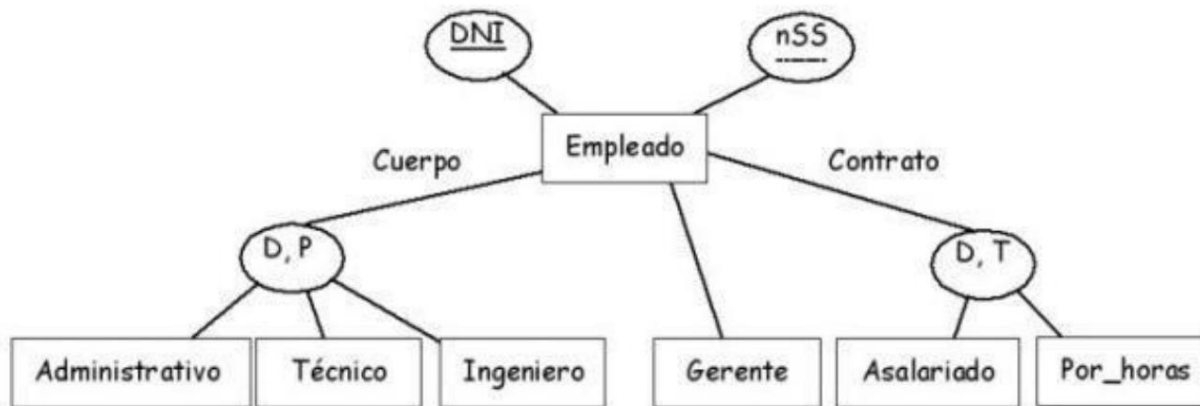 DNI
nSS
Empleado
Cuerpo
Contrato
D, P
D, T
Administrativo
Técnico
Ingeniero
Gerente
Asalariado
Por_horas